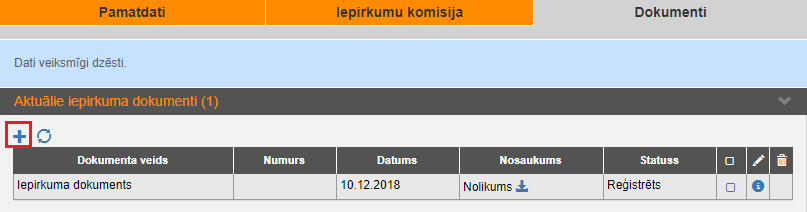 Pamatdati Iepirkumu komisija Dokumenti
Dati veiksmīgi dzēsti.
Aktuālie iepirkuma dokumenti (1)
Dokumenta veids Numurs Datums Nosaukums Statuss
Iepirkuma dokuments 10.12.2018 Nolikums Reģistrēts